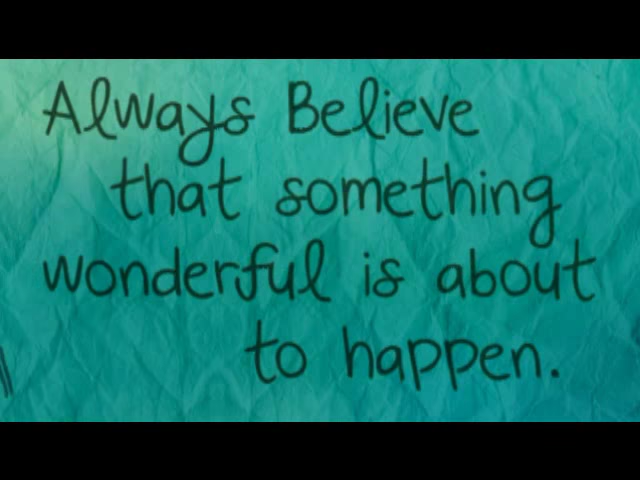 Always Believe
that something
wonderful is about
to happen.